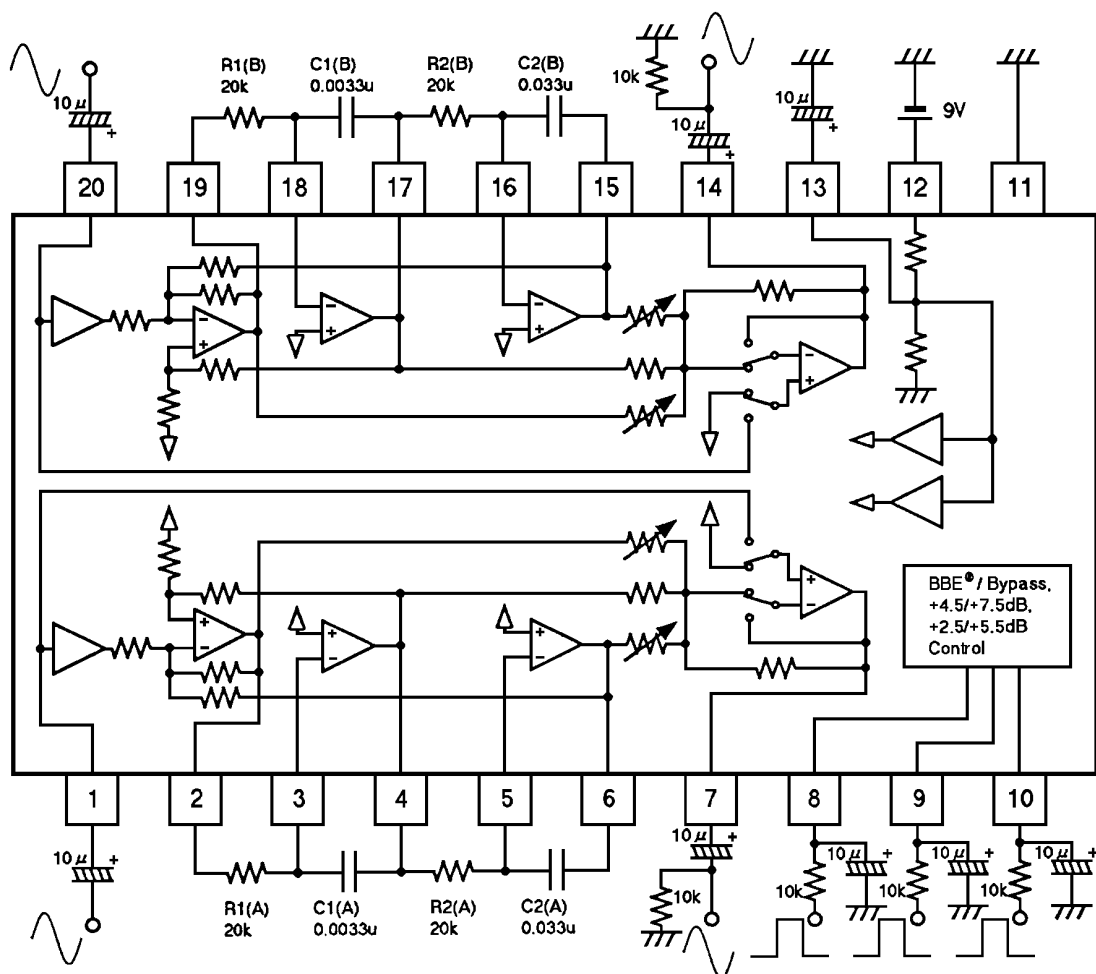 R1(B) C1(B) R2(B) C2(B)
20k 0.0033u 20k 0.033u
10μ +
10k
10μ +
10μ +
9V
20 19 18 17 16 15 14 13 12 11
- +
- +
- +
- +
+ -
+ -
+ -
+ -
BBE® / Bypass,
+4.5/+7.5dB,
+2.5/+5.5dB
Control
1 2 3 4 5 6 7 8 9 10
10μ +
R1(A) C1(A) R2(A) C2(A)
20k 0.0033u 20k 0.033u
10μ +
10k
10μ + 10μ + 10μ +
10k 10k 10k